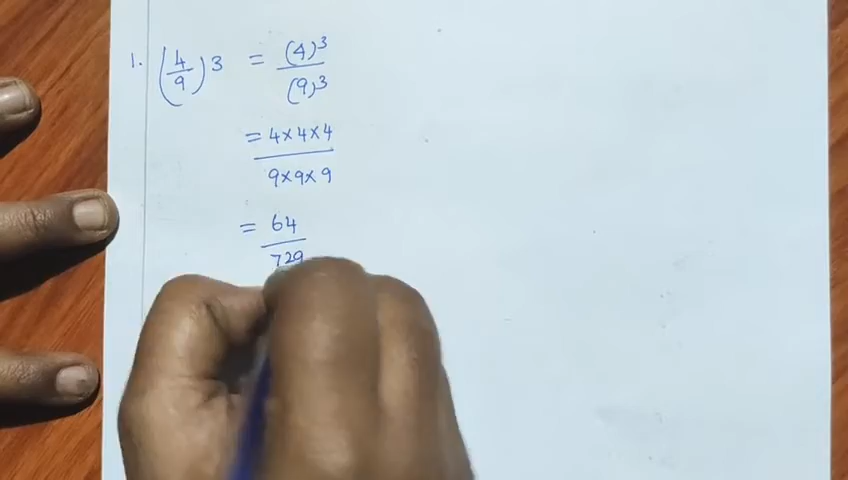 1. (4/9)³ = (4)³/(9)³
= 4×4×4/9×9×9
= 64/729